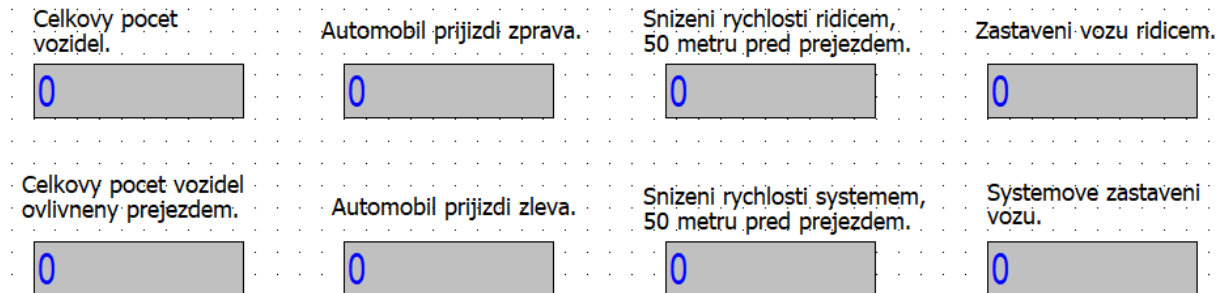 Celkovy pocet
vozidel.
Automobil prijizdi zprava.
Snizeni rychlosti ridicem,
50 metru pred prejezdem.
Zastaveni vozu ridicem.
0
0
0
0
Celkovy pocet vozidel
ovlivneny prejezdem.
Automobil prijizdi zleva.
Snizeni rychlosti systemem,
50 metru pred prejezdem.
Systemove zastaveni
vozu.
0
0
0
0